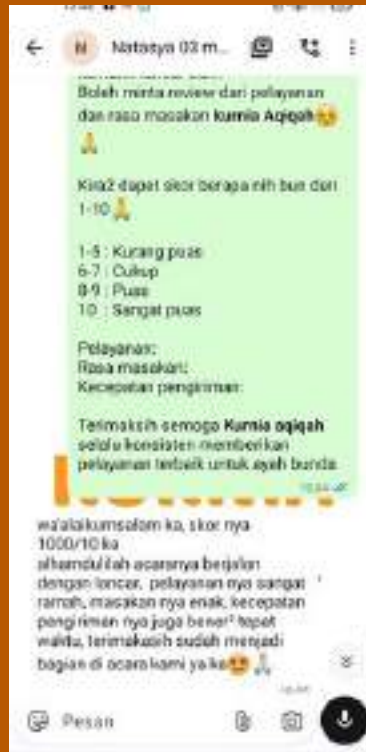 Natasya 03 m...
Boleh minta review dari pelayanan
dan rasa masakan kurnia Aqiqah
Kira2 dapet skor berapa nih bun dari
1-10
1-5 : Kurang puas
6-7 : Cukup
8-9 : Puas
10 : Sangat puas
Pelayanan:
Rasa masakan:
Kecepatan pengiriman:
Terimaksih semoga Kurnia aqiqah
selalu konsisten memberikan
pelayanan terbaik untuk ayah bunda
wa'alaikumsalam ka, skor nya
1000/10 ka
alhamdulilah acaranya berjalan
dengan lancar, pelayanan nya sangat
ramah, masakan nya enak, kecepatan
pengiriman nya juga bener² tepat
waktu, terimakasih sudah menjadi
bagian di acara kami ya ka
Pesan